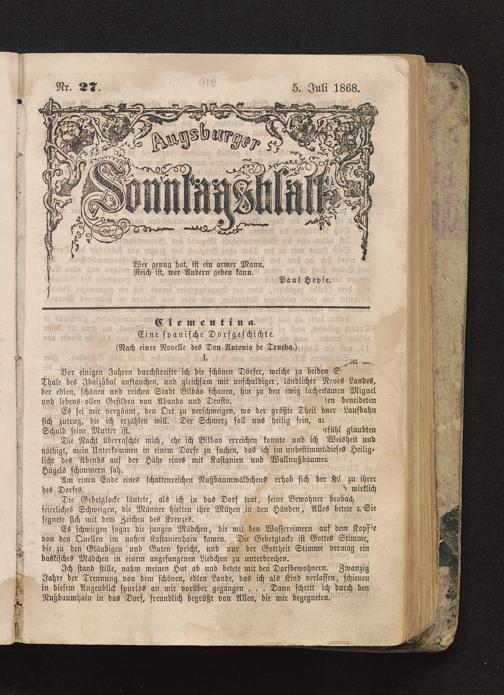 Nr. 27.
5. Juli 1868.
Augsburger
Sonntagsblatt.
Wer genug hat, ist ein armer Mann,
Reich ist, wer Andern geben kann.
Paul Heyse.
Clementina
Eine spanische Dorfgeschichte.
(Nach einer Novelle des Don Antonio de Trueba.)
1.
Vor einigen Jahren durchstreifte ich die schönen Dörfer, welche zu beiden S
Thale des Ibaizábal auftauchen, und gleichsam mit unschuldiger, ländlicher
der edlen, schönen und reichen Stadt Bilbao schauen, hin zu den ewig lachenden
und lebensvollen Gefilden von Abando und Deusto.
Es sei mir vergönnt, den Ort zu verschweigen, wo der größte Theil
sich zutrug, die ich erzählen will. Der Schmerz soll uns heilig sein,
Schuld seine Mutter ist.
Die Nacht überraschte mich, ehe ich Bilbao erreichen konnte und ich
nöthigt, mein Unterkommen in einem Dorfe zu suchen, das ich im unbestimmt
licht des Abends auf der Höhe eines mit Kastanien und Wallnußbäumen
Hügels schimmern sah.
Am einen Ende eines schattenreichen Nußbaumwäldchens erhob sich der
des Dorfes.
Die Gebetglocke läutete, als ich in das Dorf trat, seine Bewohner beobach
feierliches Schweigen, die Männer hielten ihre Mützen in den Händen, Alles betete
segnete sich mit dem Zeichen des Kreuzes.
Es schwiegen sogar die jungen Mädchen, die mit den Wassereimern auf dem Kopfe
von den Quellen im nahen Kastanienhain kamen. Die Gebetglocke ist Gottes Stimme,
die zu den Gläubigen und Guten spricht, und nur der Gottheit Stimme vermag ein
baskisches Mädchen in einem angefangenen Liedchen zu unterbrechen.
Ich stand stille, nahm meinen Hut ab und betete mit den Dorfbewohnern. Zwanzig
Jahre der Trennung von dem schönen, edlen Lande, das ich als Kind verlassen, schienen
in diesem Augenblick spurlos an mir vorüber gegangen . . . Dann schritt ich durch den
Nußbaumhain in das Dorf, freundlich begrüßt von Allen, die mir begegneten.